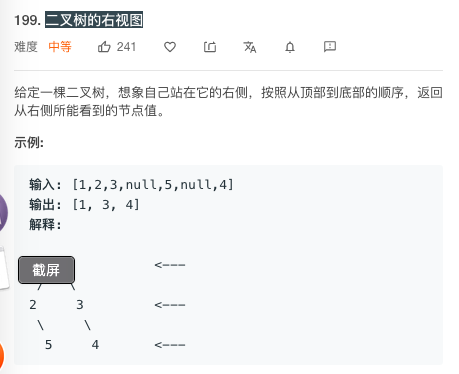 199. 二叉树的右视图
难度 中等 241
给定一棵二叉树，想象自己站在它的右侧，按照从顶部到底部的顺序，返回
从右侧所能看到的节点值。
示例:
输入: [1,2,3,null,5,null,4]
输出: [1, 3, 4]
解释:
<---
截屏
/ \
2 3 <---
\ \
5 4 <---